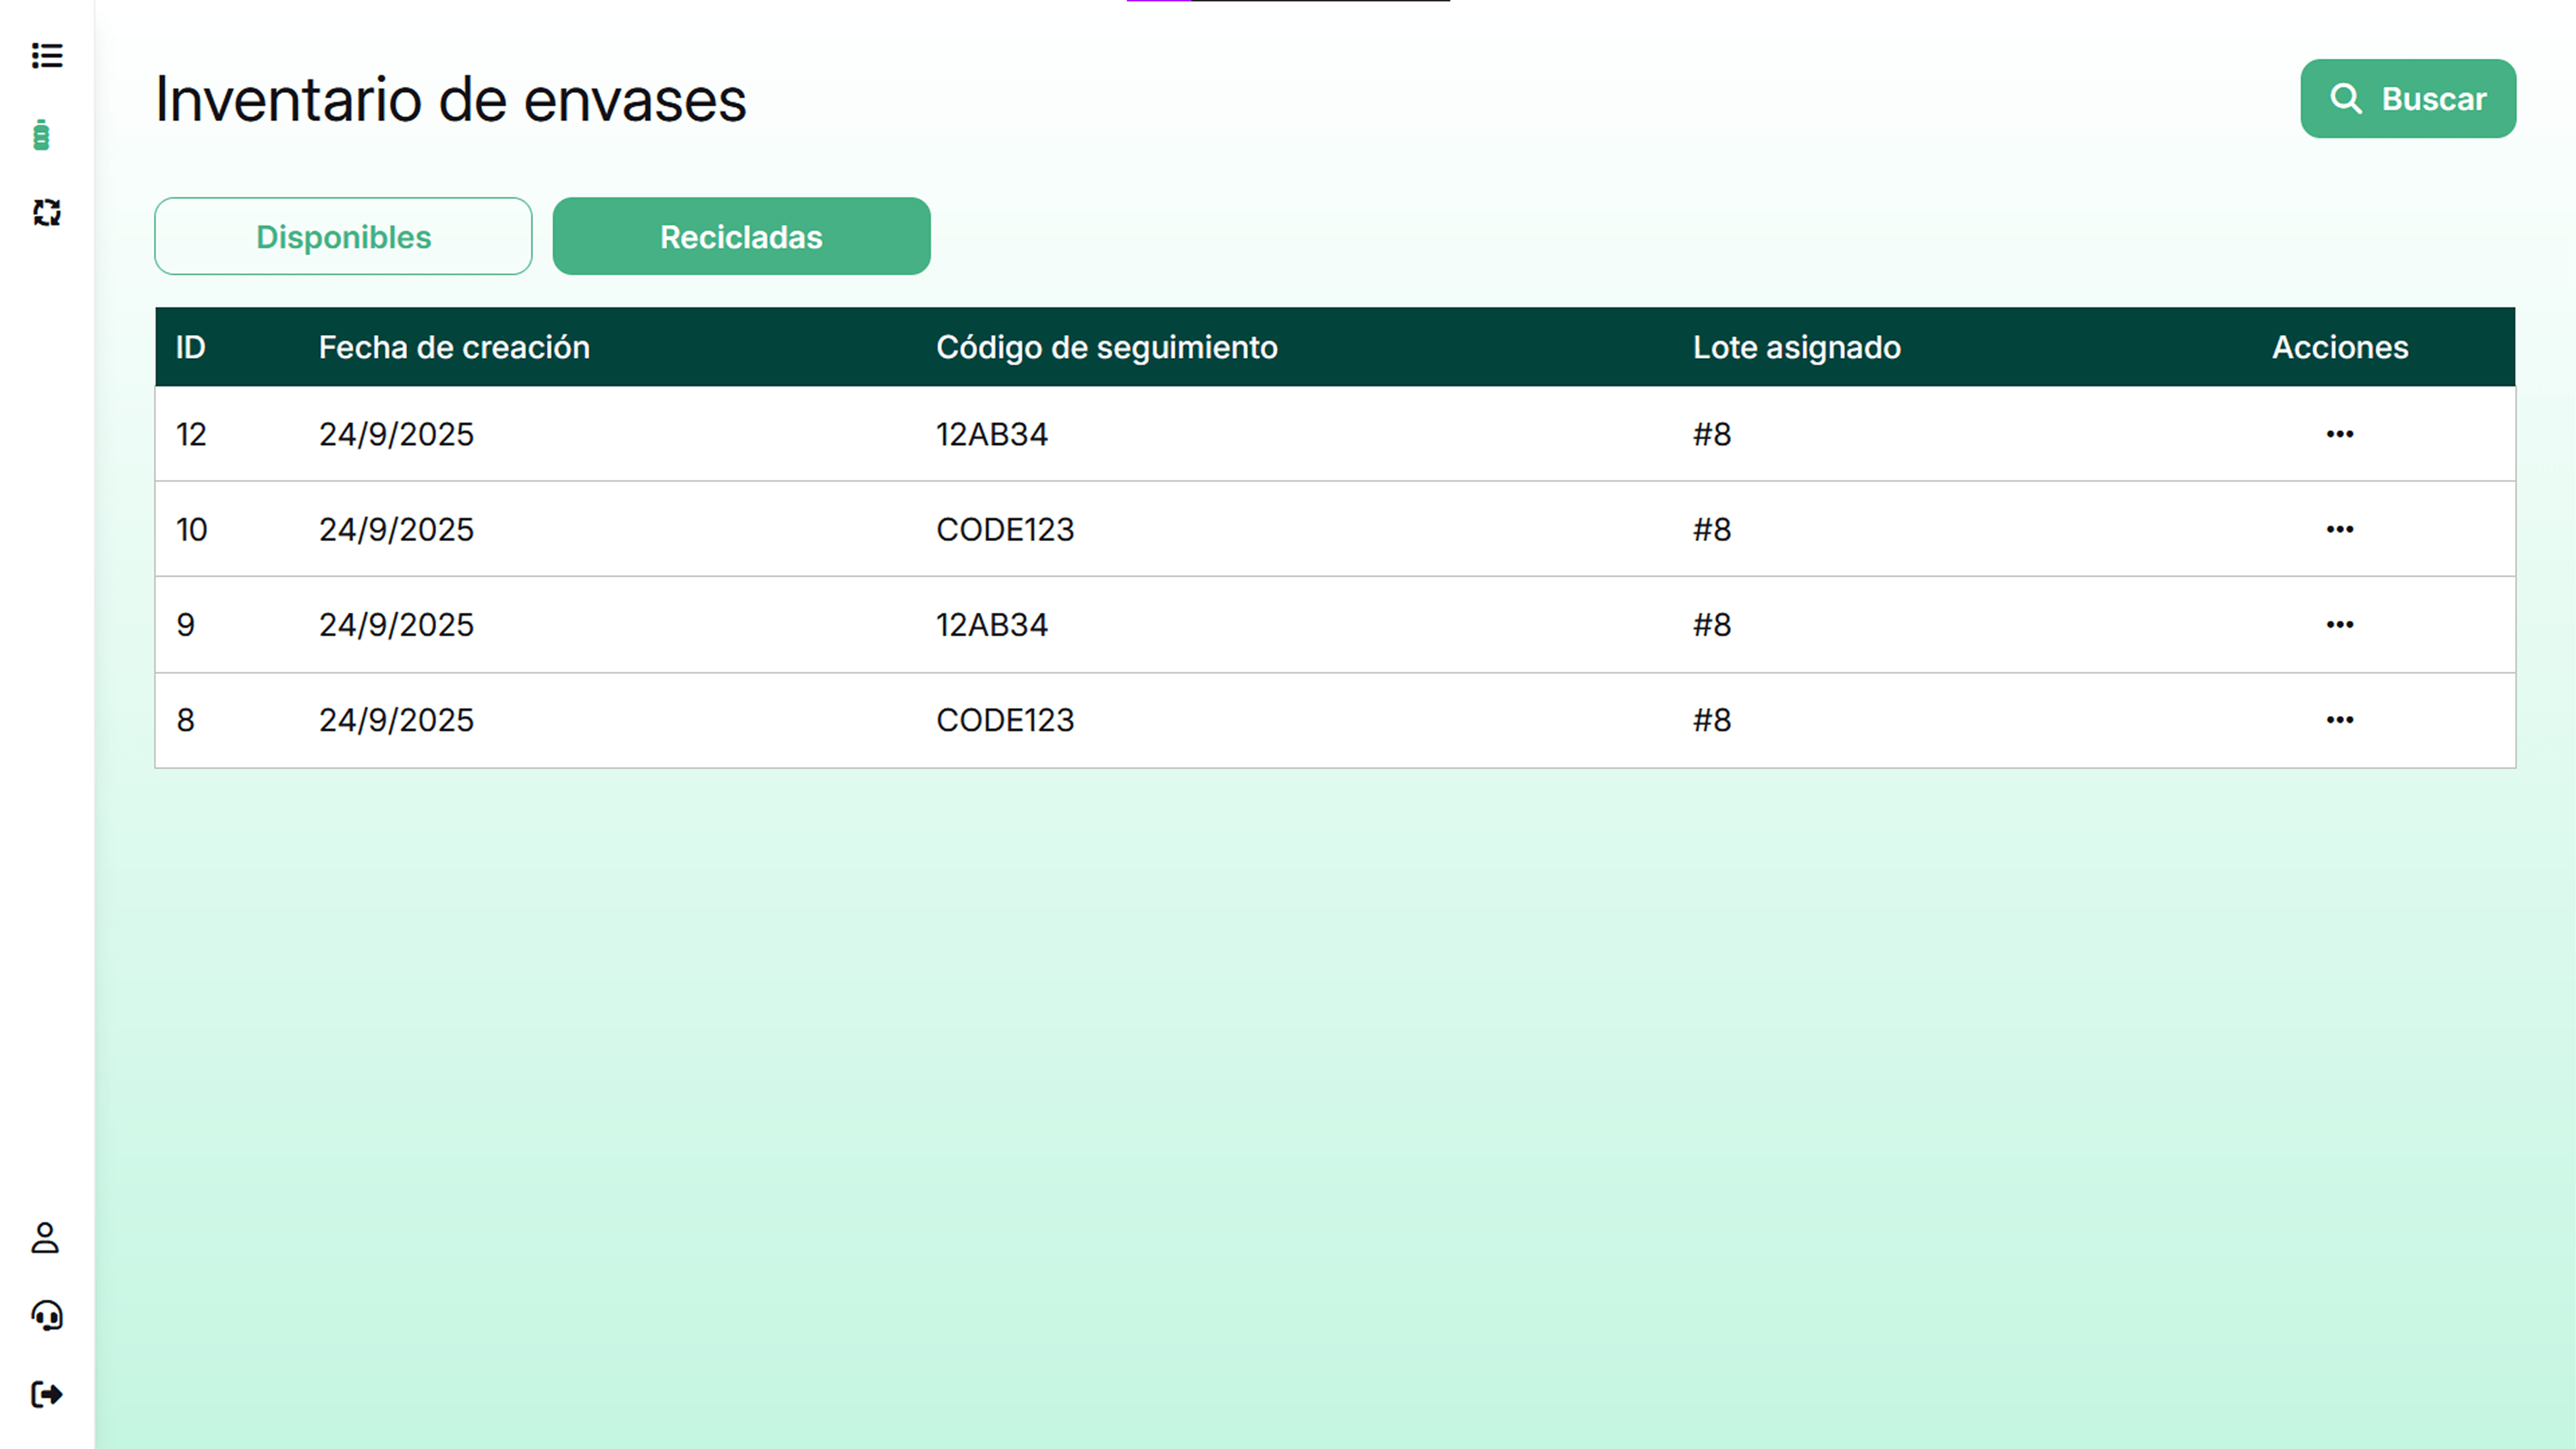 Inventario de envases
Buscar
Disponibles
Recicladas
ID Fecha de creación Código de seguimiento Lote asignado Acciones
12 24/9/2025 12AB34 #8
10 24/9/2025 CODE123 #8
9 24/9/2025 12AB34 #8
8 24/9/2025 CODE123 #8